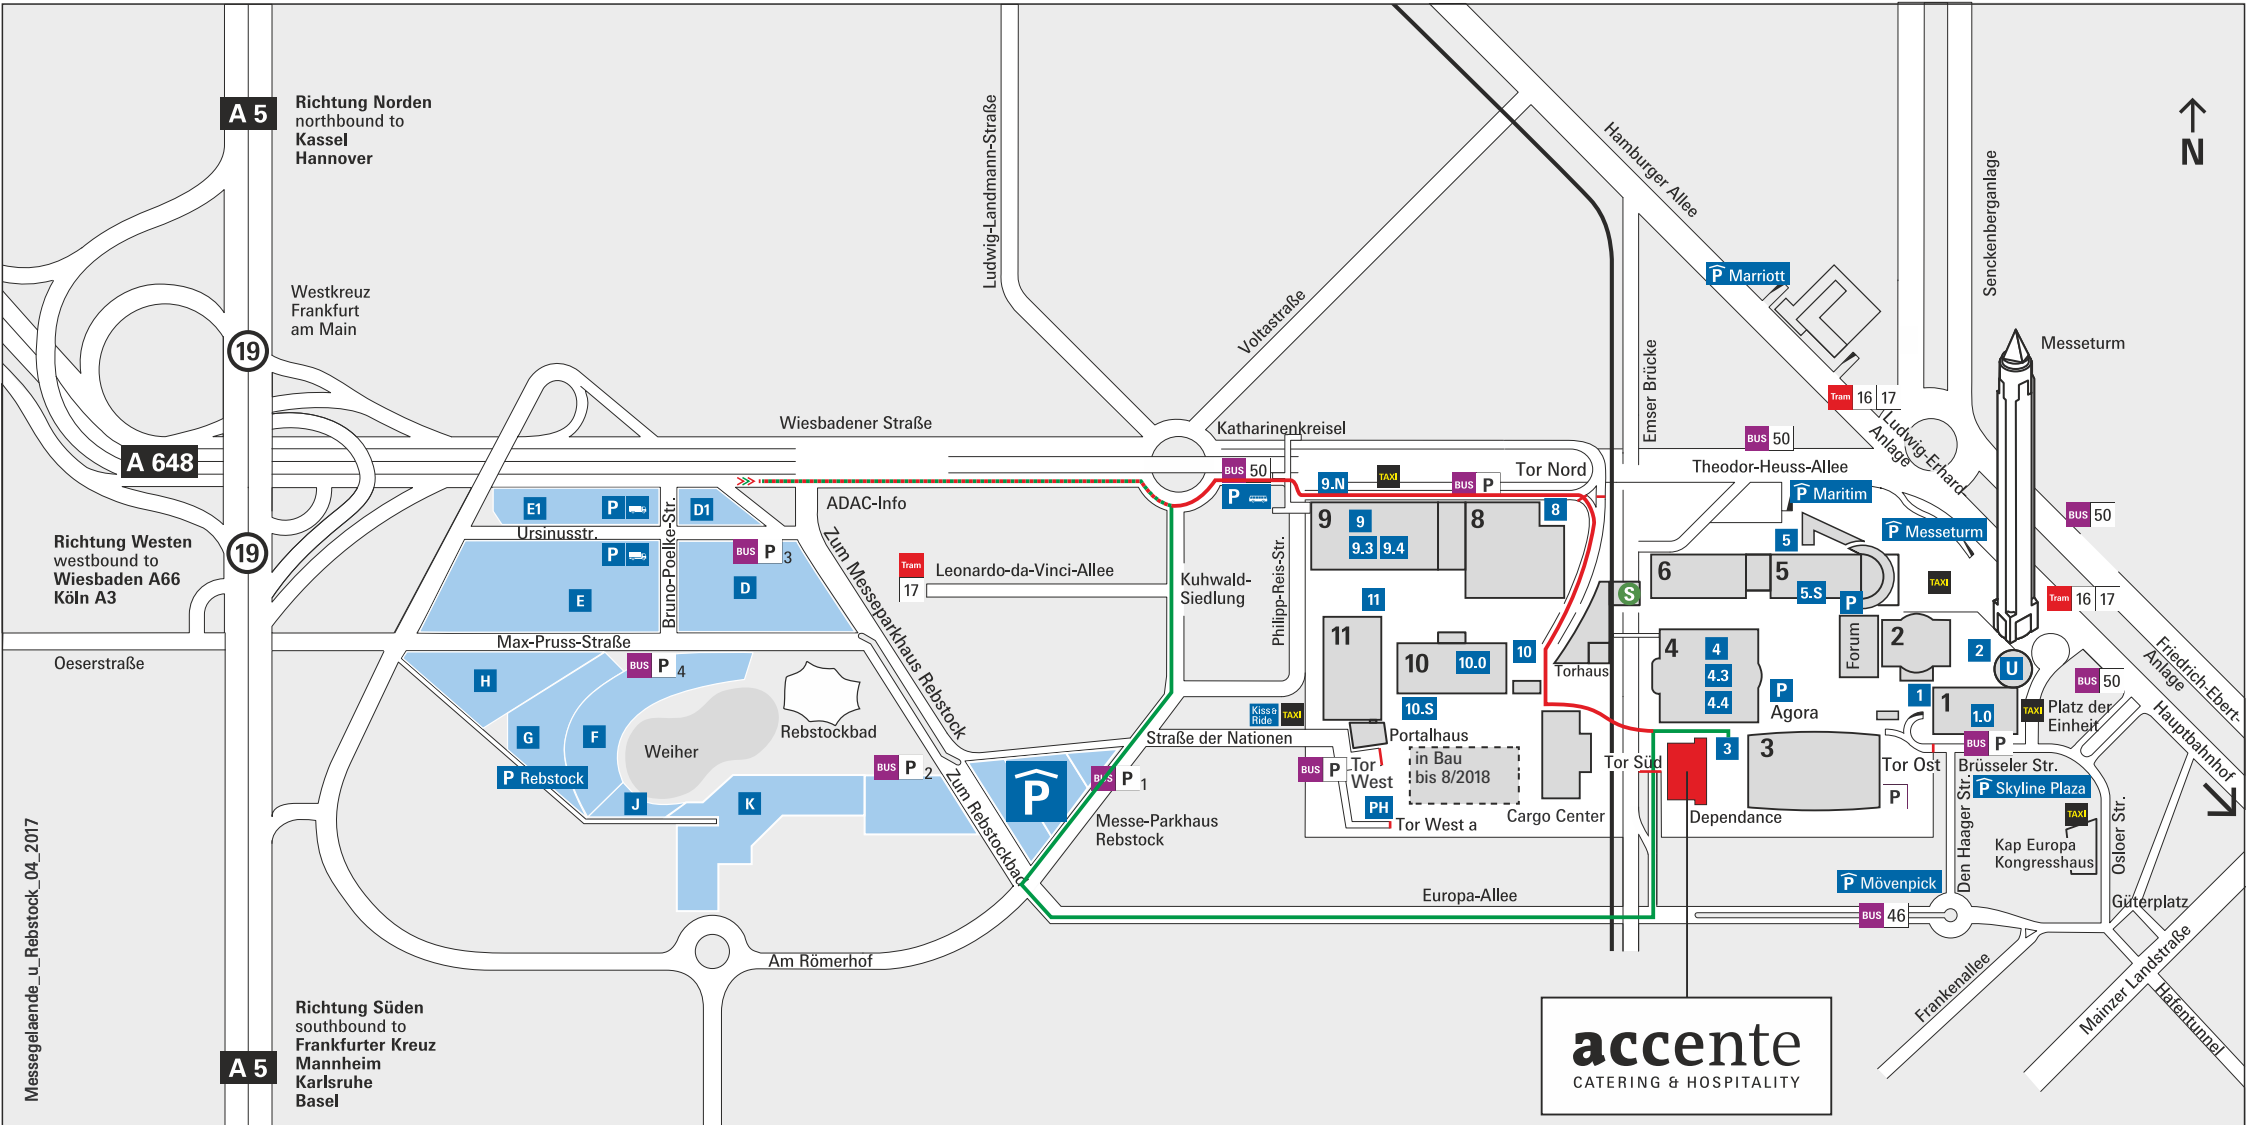 A 5
Richtung Norden
northbound to
Kassel
Hannover
Westkreuz
Frankfurt
am Main
19
A 648
19
Richtung Westen
westbound to
Wiesbaden A66
Köln A3
Oeserstraße
Richtung Süden
southbound to
Frankfurter Kreuz
Mannheim
Karlsruhe
Basel
A 5
Messegelaende_u_Rebstock_04_2017
Wiesbadener Straße
ADAC-Info
E1
P
D1
Ursinusstr.
P
BUS P 3
E
D
Bruno-Poelke-Str.
Max-Pruss-Straße
H
BUS P 4
G
F
Weiher
P Rebstock
J
K
Rebstockbad
BUS P 2
Zum Messeparkhaus Rebstock
Zum Rebstockbad
P
BUS P 1
Messe-Parkhaus
Rebstock
Am Römerhof
Tram
17
Leonardo-da-Vinci-Allee
Kuhwald-
Siedlung
Ludwig-Landmann-Straße
Voltastraße
Katharinenkreisel
BUS 50
P
9.N
TAXI
BUS P
Tor Nord
Philipp-Reis-Str.
9
9
9.3
9.4
8
8
11
11
10
10.0
10
10.S
Kiss&
Ride
TAXI
Straße der Nationen
Portalhaus
BUS P
Tor
West
PH
Tor West a
in Bau
bis 8/2018
Cargo Center
Europa-Allee
Torhaus
S
Emser Brücke
Hamburger Allee
Senckenberganlage
N
P Marriott
Messeturm
Tram 16 17
Ludwig-Erhard-
Anlage
BUS 50
Theodor-Heuss-Allee
P Maritim
P Messeturm
BUS 50
6
5
5
5.S
P
TAXI
Tram 16 17
Forum
2
2
U
Friedrich-Ebert-
Anlage
4
4
4.3
4.4
P
Agora
1
1
1.0
TAXI
Platz der
Einheit
BUS 50
Hauptbahnhof
BUS P
Tor Süd
3
3
Tor Ost
P
Dependance
Brüsseler Str.
P Skyline Plaza
TAXI
Kap Europa
Kongresshaus
Den Haager Str.
Osloer Str.
P Mövenpick
BUS 46
Güterplatz
Frankenallee
Mainzer Landstraße
Hafentunnel
accente
CATERING & HOSPITALITY